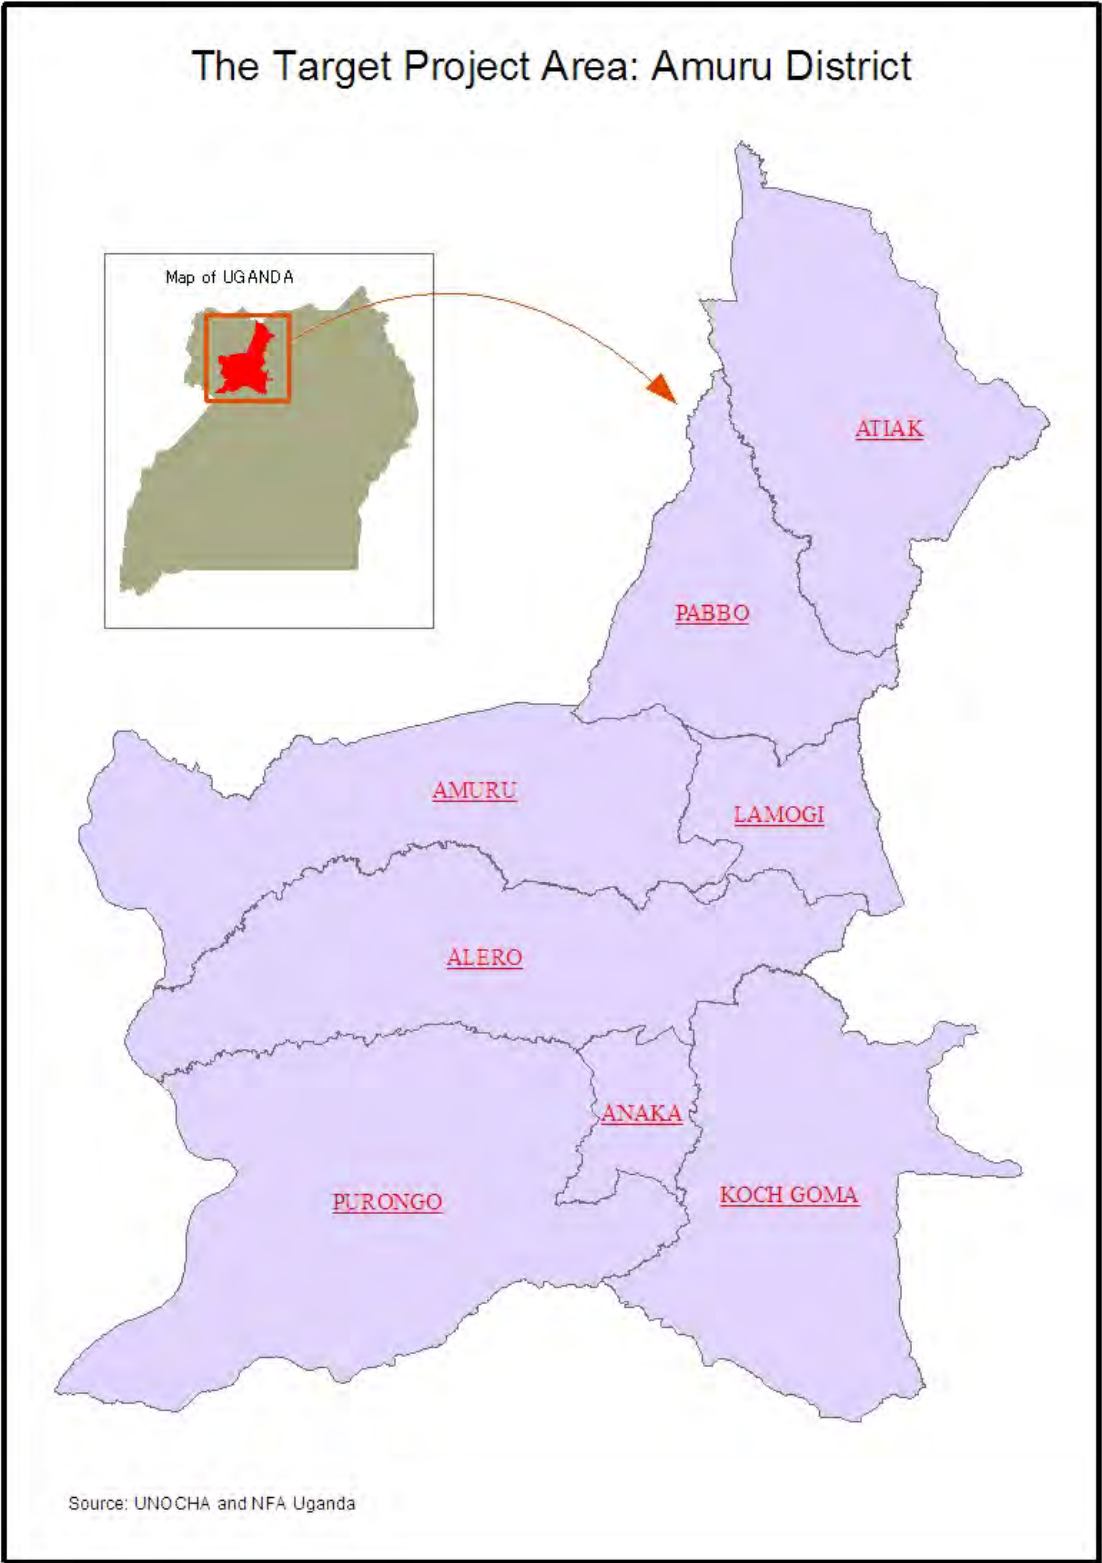 The Target Project Area: Amuru District
Map of UGANDA
ATIAK
PABBO
AMURU
LAMOGI
ALERO
ANAKA
PURONGO
KOCH GOMA
Source: UNOCHA and NFA Uganda